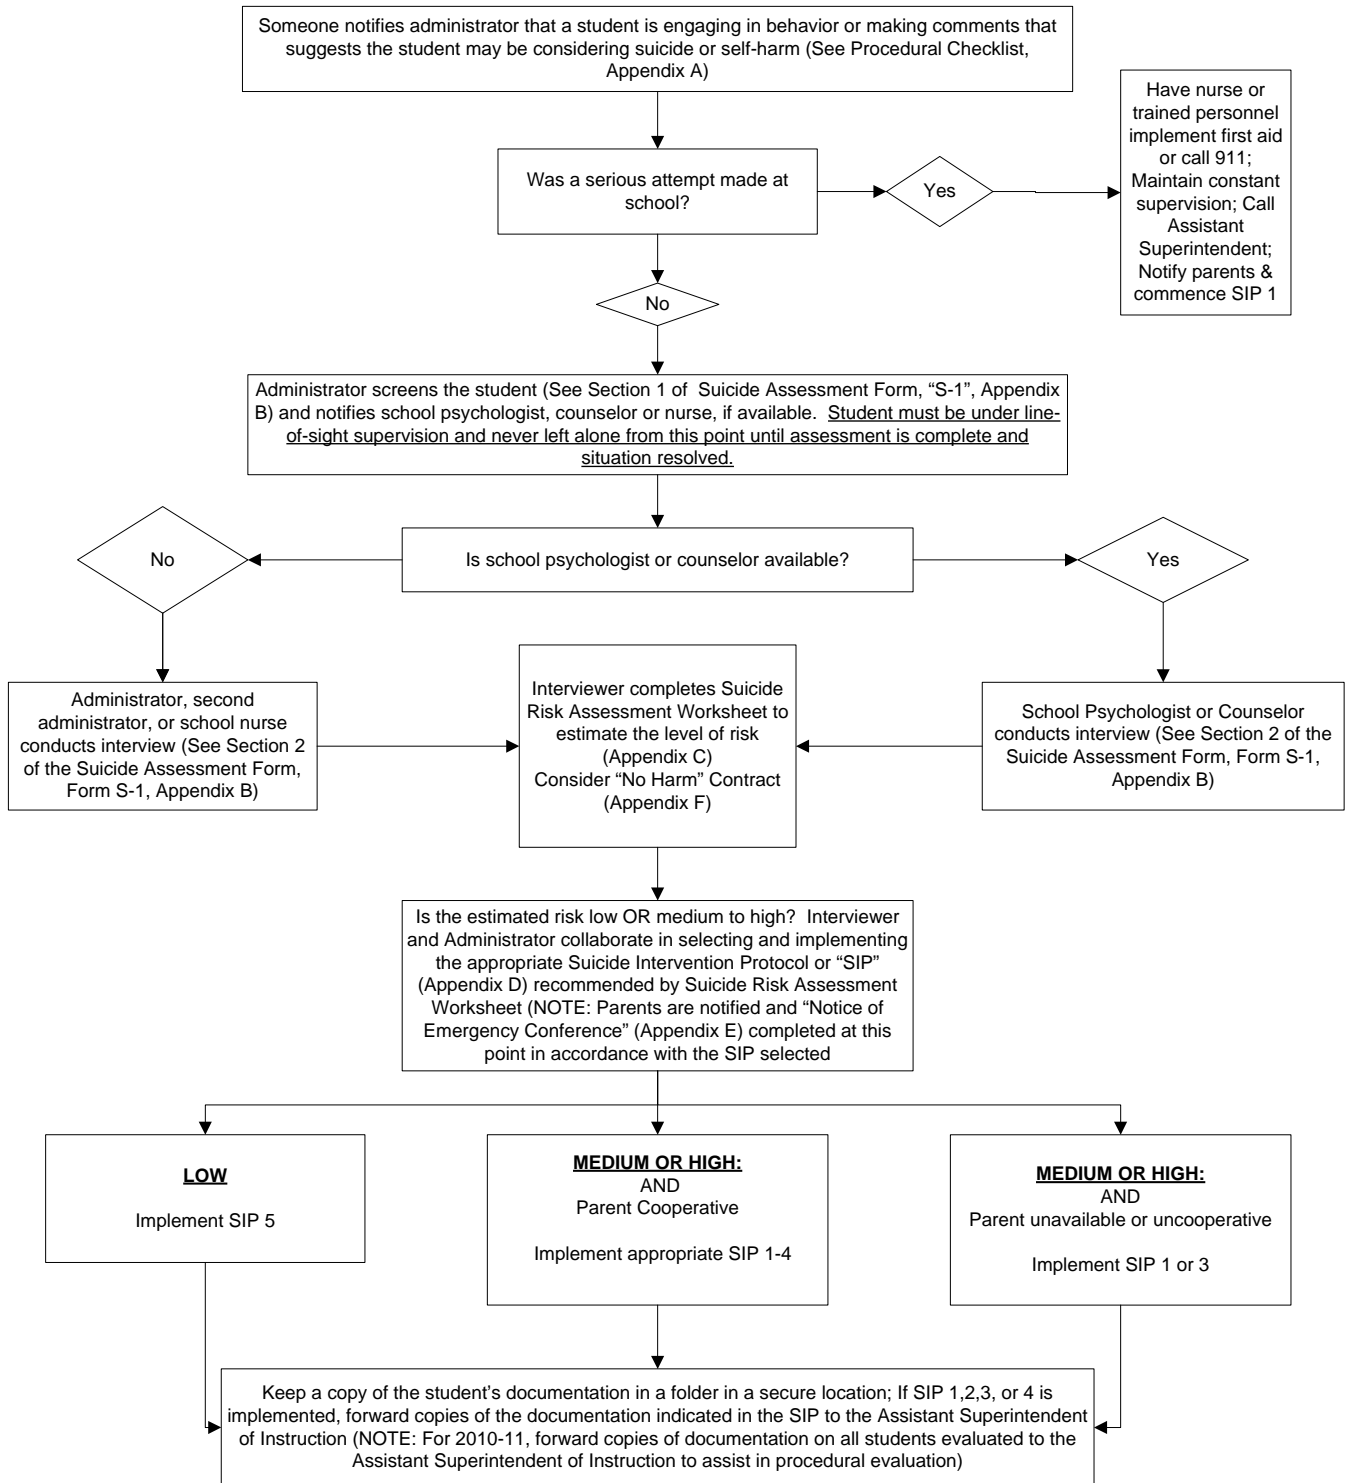 Someone notifies administrator that a student is engaging in behavior or making comments that
suggests the student may be considering suicide or self-harm (See Procedural Checklist,
Appendix A)
Have nurse or
trained personnel
implement first aid
or call 911;
Maintain constant
supervision; Call
Assistant
Superintendent;
Notify parents &
commence SIP 1
Was a serious attempt made at
school?
Yes
No
Administrator screens the student (See Section 1 of  Suicide Assessment Form, “S-1”, Appendix
B) and notifies school psychologist, counselor or nurse, if available.  Student must be under line-
of-sight supervision and never left alone from this point until assessment is complete and
situation resolved.
No
Is school psychologist or counselor available?
Yes
Administrator, second
administrator, or school nurse
conducts interview (See Section 2
of the Suicide Assessment Form,
Form S-1, Appendix B)
Interviewer completes Suicide
Risk Assessment Worksheet to
estimate the level of risk
(Appendix C)
Consider “No Harm” Contract
(Appendix F)
School Psychologist or Counselor
conducts interview (See Section 2 of the
Suicide Assessment Form, Form S-1,
Appendix B)
Is the estimated risk low OR medium to high?  Interviewer
and Administrator collaborate in selecting and implementing
the appropriate Suicide Intervention Protocol or “SIP”
(Appendix D) recommended by Suicide Risk Assessment
Worksheet (NOTE: Parents are notified and “Notice of
Emergency Conference” (Appendix E) completed at this
point in accordance with the SIP selected
LOW
Implement SIP 5
MEDIUM OR HIGH:
AND
Parent Cooperative
Implement appropriate SIP 1-4
MEDIUM OR HIGH:
AND
Parent unavailable or uncooperative
Implement SIP 1 or 3
Keep a copy of the student’s documentation in a folder in a secure location; If SIP 1,2,3, or 4 is
implemented, forward copies of the documentation indicated in the SIP to the Assistant Superintendent
of Instruction (NOTE: For 2010-11, forward copies of documentation on all students evaluated to the
Assistant Superintendent of Instruction to assist in procedural evaluation)